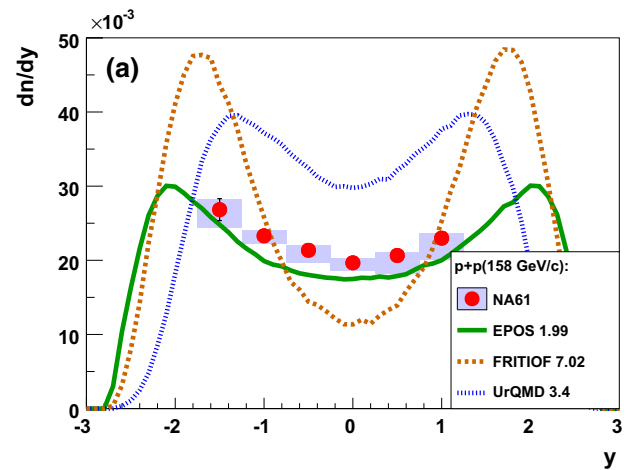 ×10⁻³
dn/dy
(a)
50
40
30
20
10
0
-3 -2 -1 0 1 2 3
y
p+p(158 GeV/c):
NA61
EPOS 1.99
FRITIOF 7.02
UrQMD 3.4